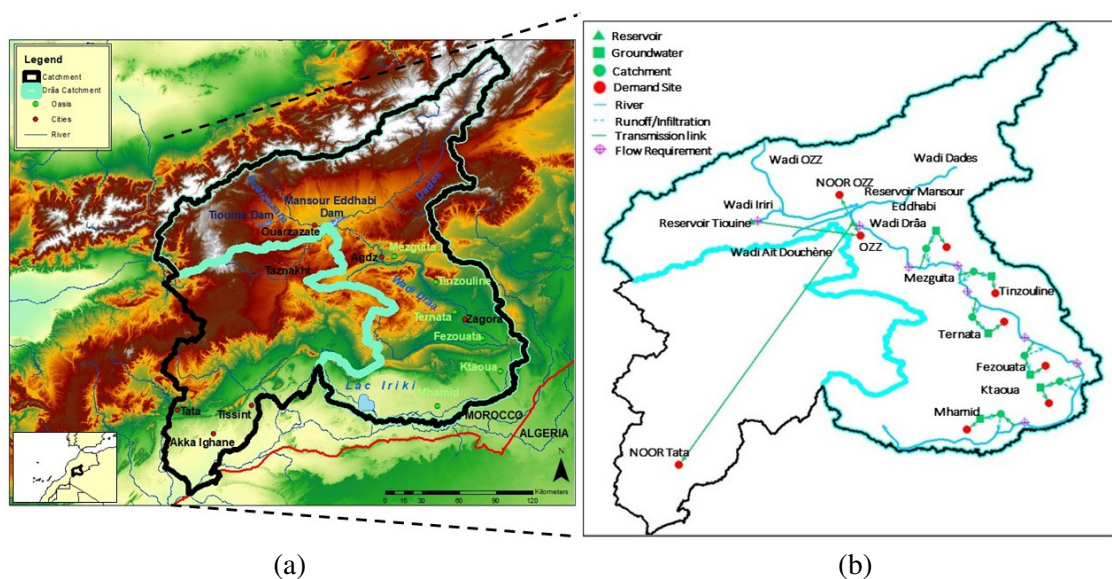 Legend
Catchment
Drâa Catchment
Oasis
Cities
River
Tiouine Dam
Mansour Eddhabi
Dam
Ouarzazate
Dades
Taznakht
Agdz
Mezguita
Tinzouline
Wadi Drâa
Ternata
Zagora
Fezouata
Ktaoua
Lac Iriki
Mhamid
Tata
Tissint
Akka Ighane
MOROCCO
ALGERIA
N
Kilometers
0 15 30 60 90 120
(a)
Reservoir
Groundwater
Catchment
Demand Site
River
Runoff/Infiltration
Transmission link
Flow Requirement
Wadi OZZ
Wadi Dades
NOOR OZZ
Reservoir Mansour
Eddhabi
Wadi Iriri
Reservoir Tiouine
Wadi Drâa
OZZ
Wadi Ait Douchène
Mezguita
Tinzouline
Ternata
Fezouata
Ktaoua
Mhamid
NOOR Tata
(b)